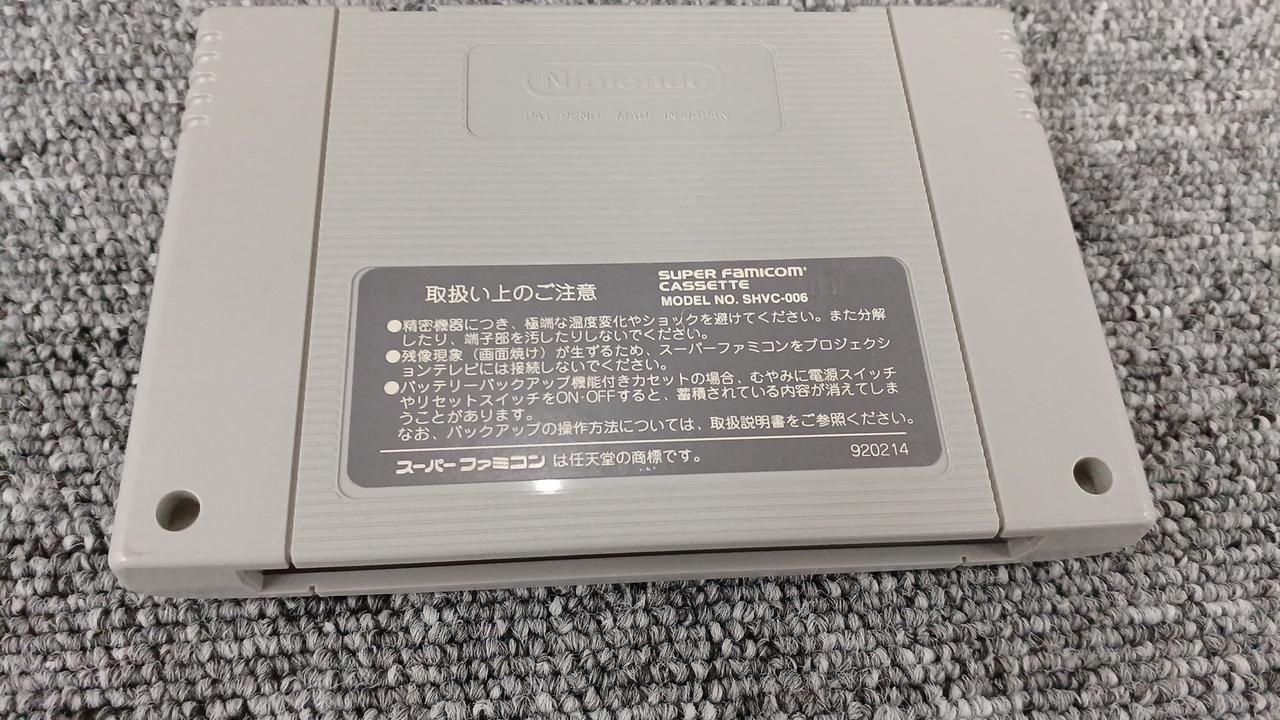 Nintendo
PAT. PEND. MADE IN JAPAN
取扱い上のご注意
SUPER FAMICOM
CASSETTE
MODEL NO. SHVC-006
●精密機器につき、極端な温度変化やショックを避けてください。また分解
したり、端子部を汚したりしないでください。
●残像現象（画面焼け）が生ずるため、スーパーファミコンをプロジェクシ
ョンテレビには接続しないでください。
●バッテリーバックアップ機能付きカセットの場合、むやみに電源スイッチ
やリセットスイッチをON·OFFすると、蓄積されている内容が消えてしま
うことがあります。
なお、バックアップの操作方法については、取扱説明書をご参照ください。
スーパーファミコン は任天堂の商標です。
920214